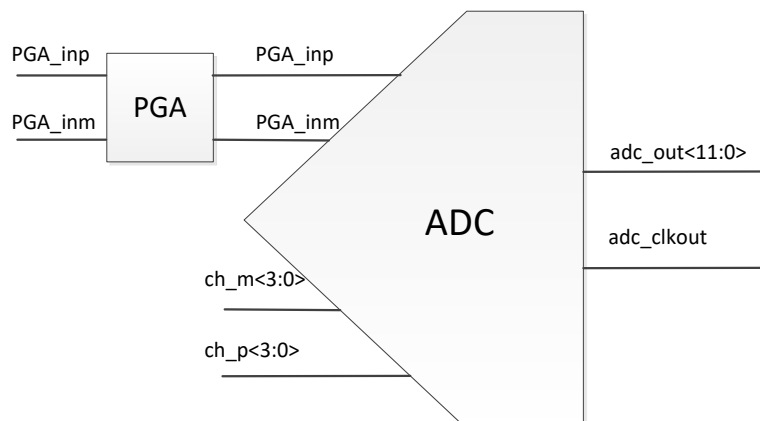 PGA_inp
PGA_inp
PGA
PGA_inm
PGA_inm
adc_out<11:0>
ADC
adc_clkout
ch_m<3:0>
ch_p<3:0>